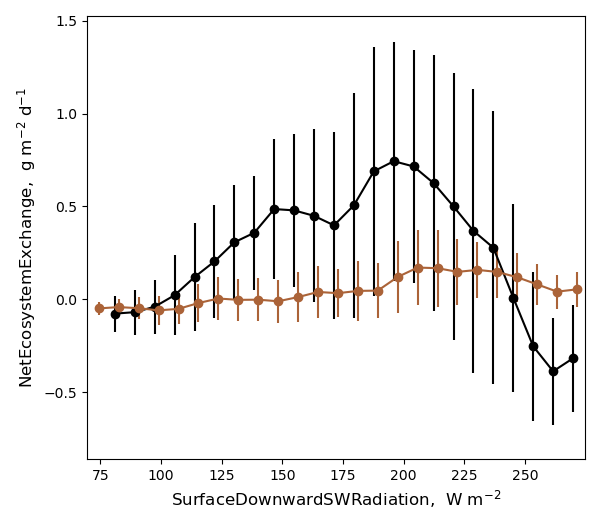 1.5
1.0
0.5
0.0
−0.5
NetEcosystemExchange, g m⁻² d⁻¹
75 100 125 150 175 200 225 250
SurfaceDownwardSWRadiation, W m⁻²